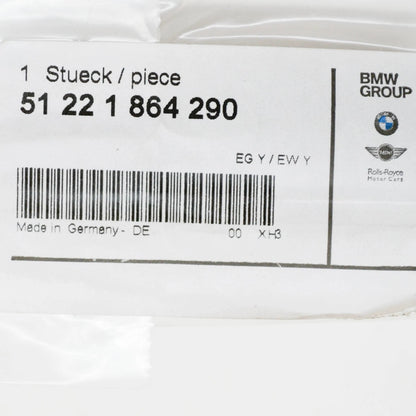 1 Stueck / piece
51 22 1 864 290
EG Y / EW Y
Made in Germany - DE 00 XH3
BMW
GROUP
MINI
Rolls-Royce
Motor Cars